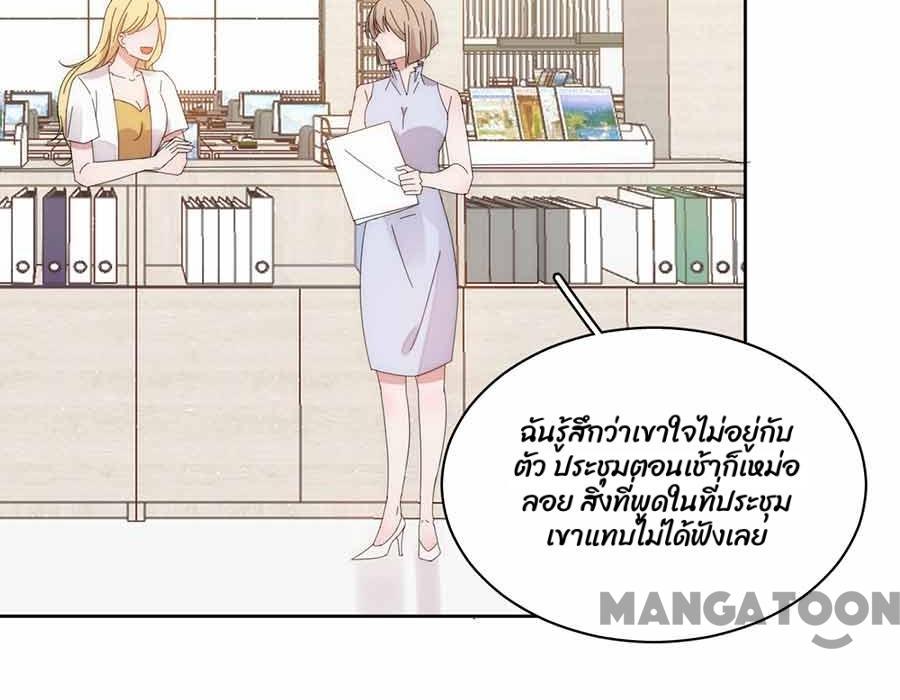 ฉันรู้สึกว่าเขาใจไม่อยู่กับ
ตัว ประชุมตอนเช้าก็เหม่อ
ลอย สิ่งที่พูดในที่ประชุม
เขาแทบไม่ได้ฟังเลย
MANGATOON